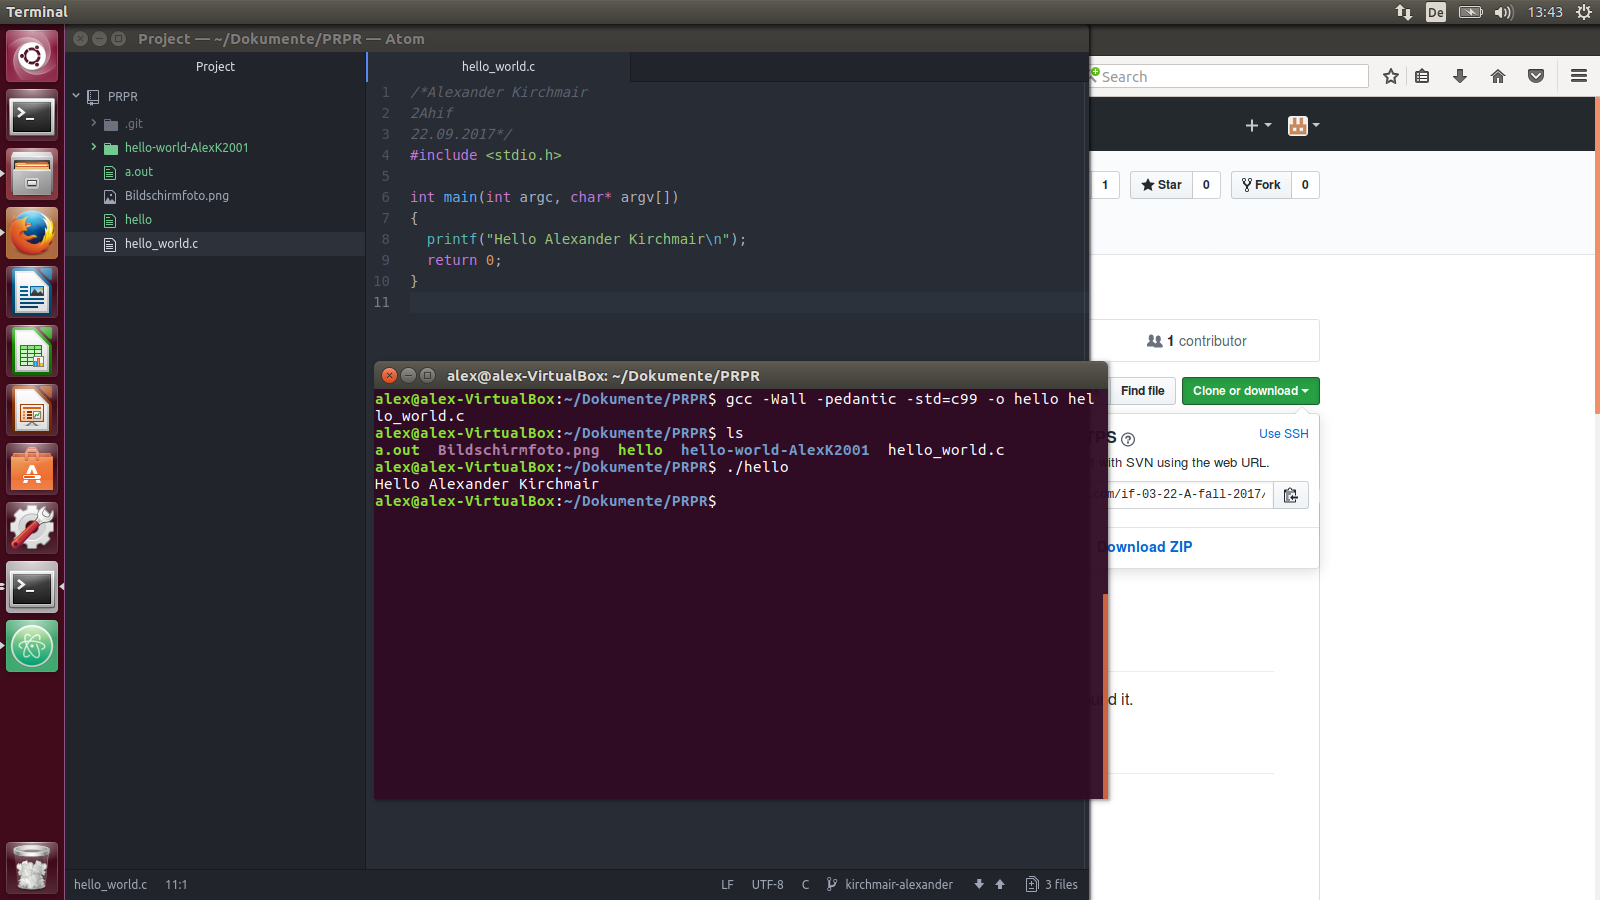 Terminal
De
13:43
Project — ~/Dokumente/PRPR — Atom
Project
PRPR
.git
hello-world-AlexK2001
a.out
Bildschirmfoto.png
hello
hello_world.c
hello_world.c
1 /*Alexander Kirchmair
2 2Ahif
3 22.09.2017*/
4 #include <stdio.h>
5
6 int main(int argc, char* argv[])
7 {
8 printf("Hello Alexander Kirchmair\n");
9 return 0;
10 }
11
Search
1
Star 0
Fork 0
1 contributor
Find file
Clone or download
TPS
Use SSH
with SVN using the web URL.
.com/if-03-22-A-fall-2017/
Download ZIP
d it.
alex@alex-VirtualBox: ~/Dokumente/PRPR
alex@alex-VirtualBox:~/Dokumente/PRPR$ gcc -Wall -pedantic -std=c99 -o hello hel
lo_world.c
alex@alex-VirtualBox:~/Dokumente/PRPR$ ls
a.out Bildschirmfoto.png hello hello-world-AlexK2001 hello_world.c
alex@alex-VirtualBox:~/Dokumente/PRPR$ ./hello
Hello Alexander Kirchmair
alex@alex-VirtualBox:~/Dokumente/PRPR$
hello_world.c 11:1
LF UTF-8 C kirchmair-alexander 3 files